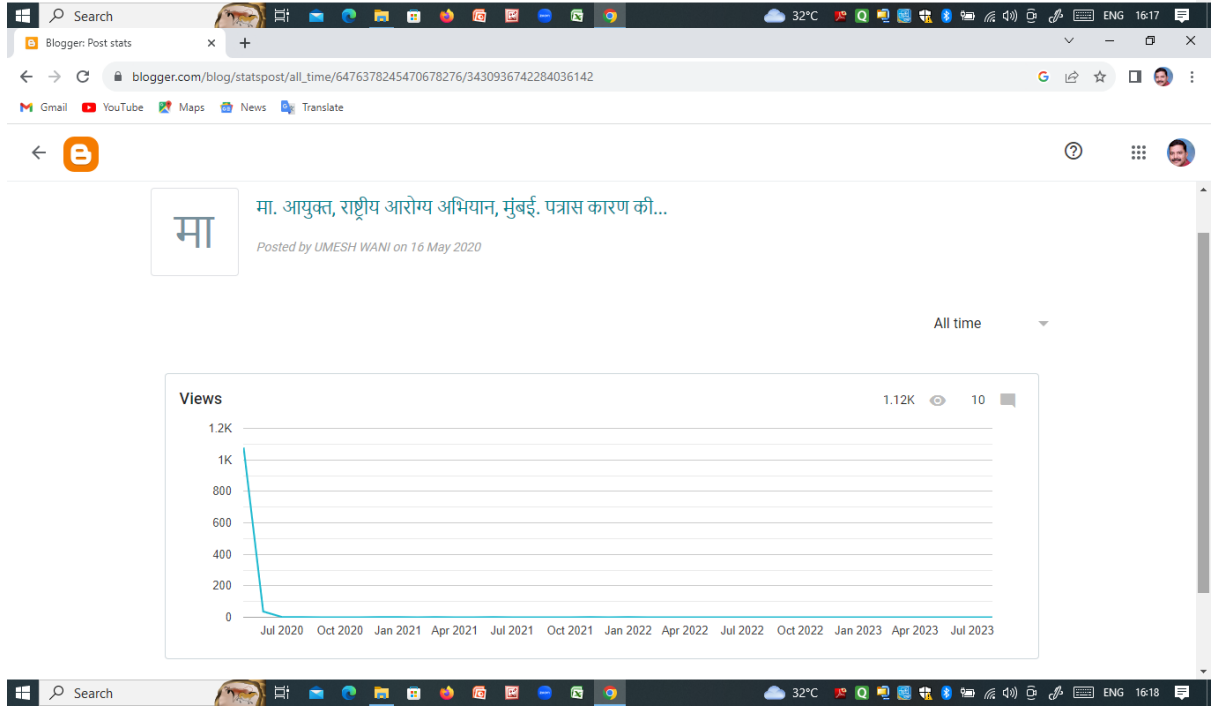 Search
32°C
ENG
16:17
Blogger: Post stats
blogger.com/blog/statspost/all_time/6476378245470678276/3430936742284036142
Gmail YouTube Maps News Translate
मा
मा. आयुक्त, राष्ट्रीय आरोग्य अभियान, मुंबई. पत्रास कारण की...
Posted by UMESH WANI on 16 May 2020
All time
Views
1.12K
10
1.2K
1K
800
600
400
200
0
Jul 2020 Oct 2020 Jan 2021 Apr 2021 Jul 2021 Oct 2021 Jan 2022 Apr 2022 Jul 2022 Oct 2022 Jan 2023 Apr 2023 Jul 2023
Search
32°C
ENG
16:18